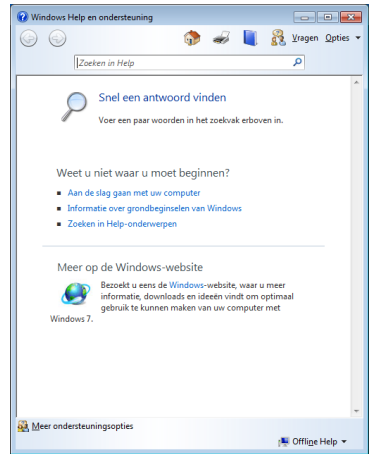 Windows Help en ondersteuning
Vragen Opties
Zoeken in Help
Snel een antwoord vinden
Voer een paar woorden in het zoekvak erboven in.
Weet u niet waar u moet beginnen?
Aan de slag gaan met uw computer
Informatie over grondbeginselen van Windows
Zoeken in Help-onderwerpen
Meer op de Windows-website
Bezoekt u eens de Windows-website, waar u meer
informatie, downloads en ideeën vindt om optimaal
gebruik te kunnen maken van uw computer met
Windows 7.
Meer ondersteuningsopties
Offline Help